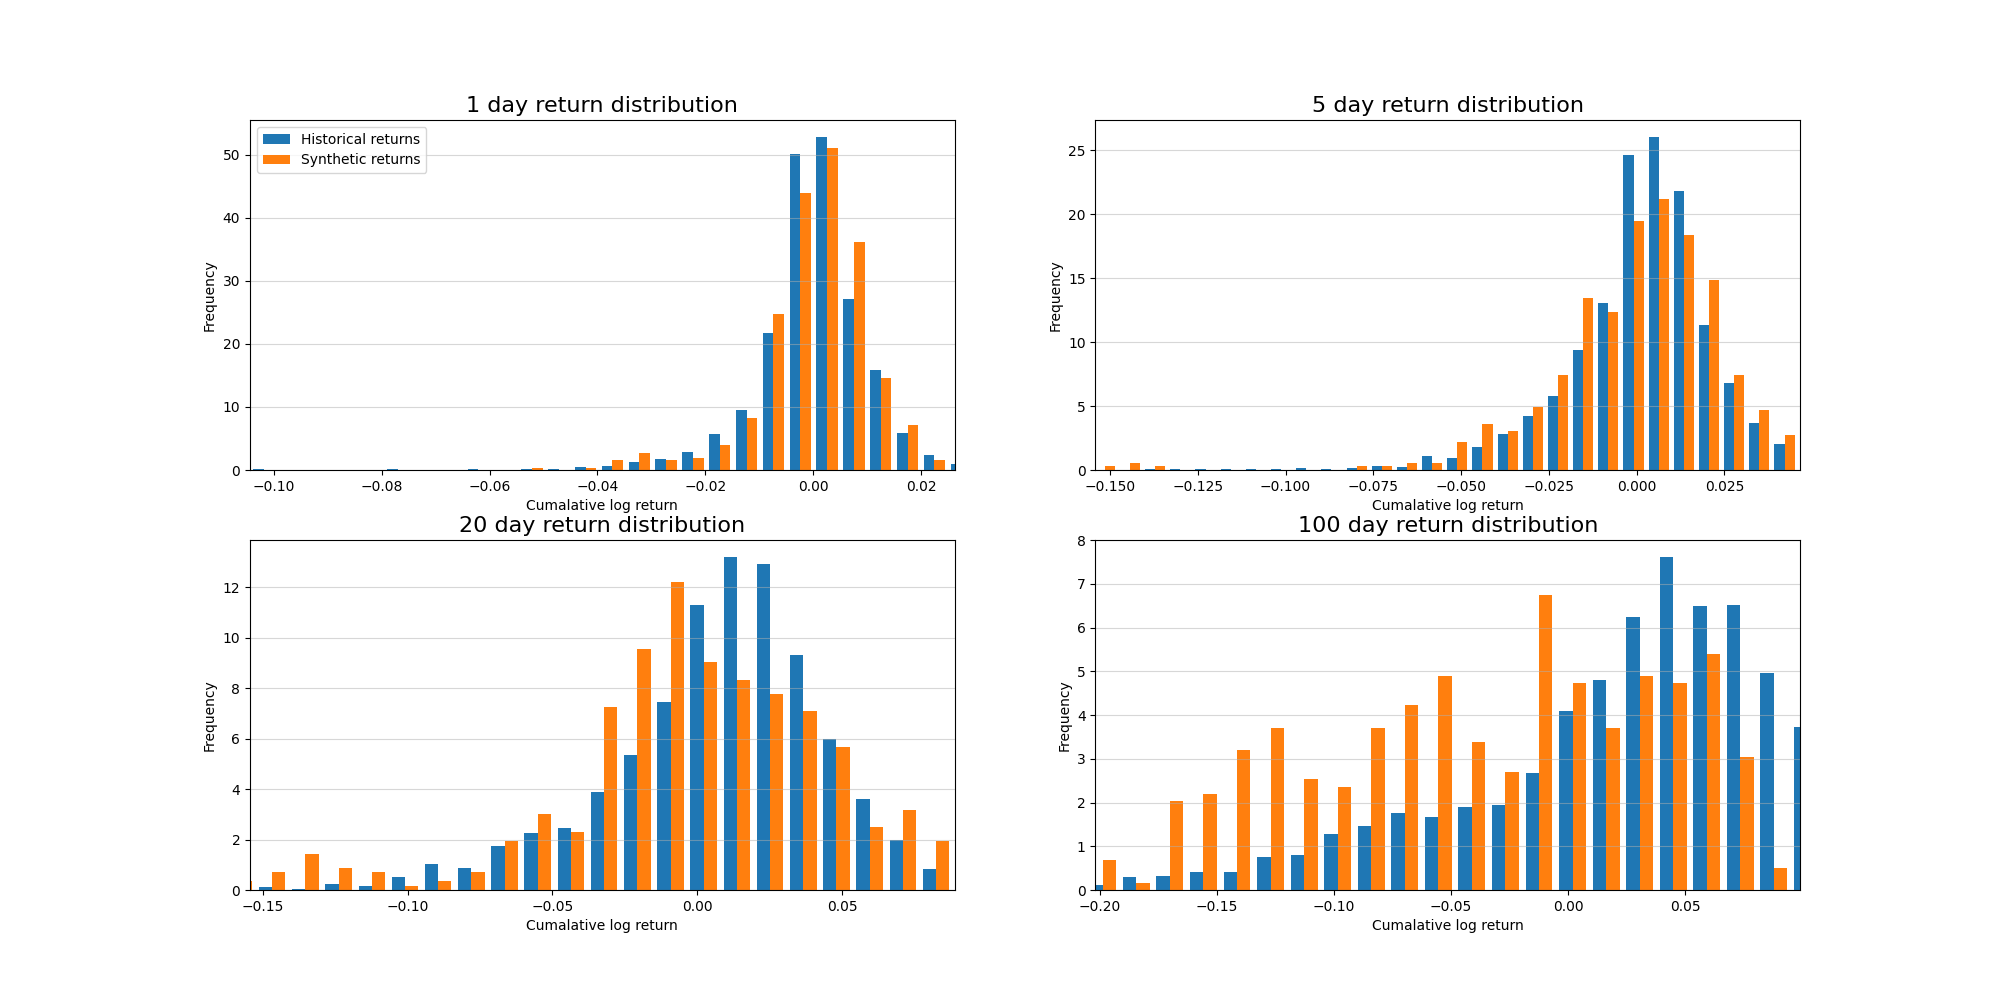 1 day return distribution
Historical returns
Synthetic returns
Frequency
50
40
30
20
10
0
−0.10 −0.08 −0.06 −0.04 −0.02 0.00 0.02
Cumalative log return
5 day return distribution
Frequency
25
20
15
10
5
0
−0.150 −0.125 −0.100 −0.075 −0.050 −0.025 0.000 0.025
Cumalative log return
20 day return distribution
Frequency
12
10
8
6
4
2
0
−0.15 −0.10 −0.05 0.00 0.05
Cumalative log return
100 day return distribution
Frequency
8
7
6
5
4
3
2
1
0
−0.20 −0.15 −0.10 −0.05 0.00 0.05
Cumalative log return